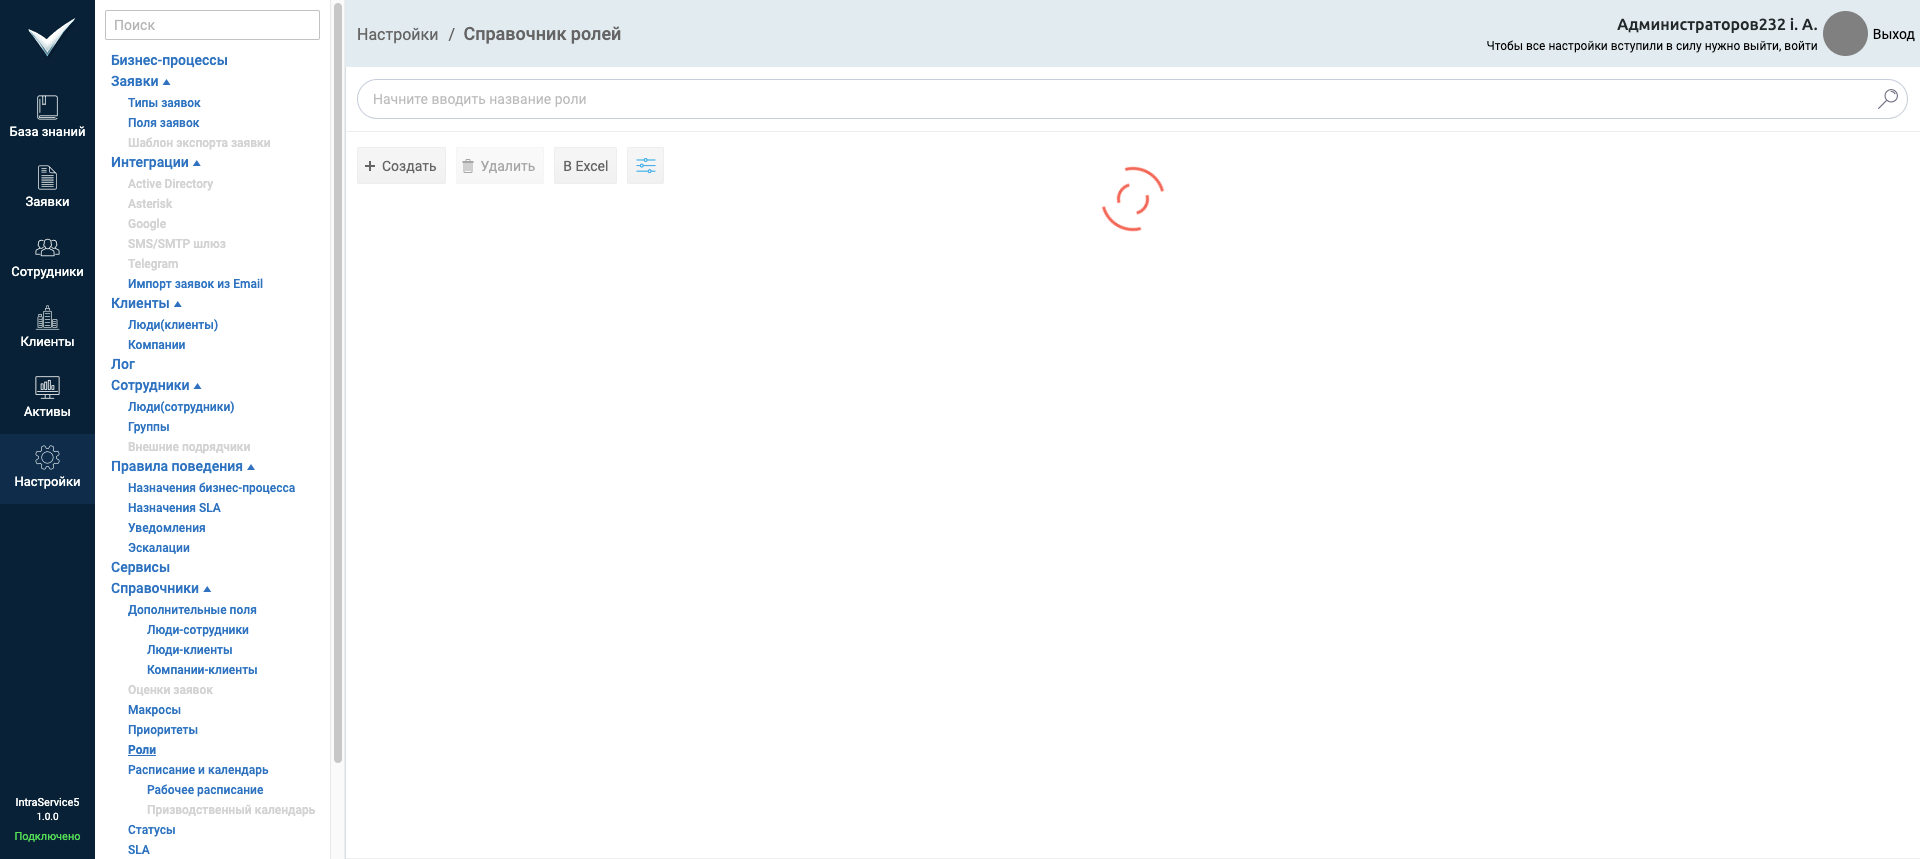 База знаний
Заявки
Сотрудники
Клиенты
Активы
Настройки
IntraService5
1.0.0
Подключено
Поиск
Бизнес-процессы
Заявки
Типы заявок
Поля заявок
Шаблон экспорта заявки
Интеграции
Active Directory
Asterisk
Google
SMS/SMTP шлюз
Telegram
Импорт заявок из Email
Клиенты
Люди(клиенты)
Компании
Лог
Сотрудники
Люди(сотрудники)
Группы
Внешние подрядчики
Правила поведения
Назначения бизнес-процесса
Назначения SLA
Уведомления
Эскалации
Сервисы
Справочники
Дополнительные поля
Люди-сотрудники
Люди-клиенты
Компании-клиенты
Оценки заявок
Макросы
Приоритеты
Роли
Расписание и календарь
Рабочее расписание
Призводственный календарь
Статусы
SLA
Настройки / Справочник ролей
Администраторов232 i. А.
Чтобы все настройки вступили в силу нужно выйти, войти
Выход
Начните вводить название роли
+ Создать
Удалить
В Excel